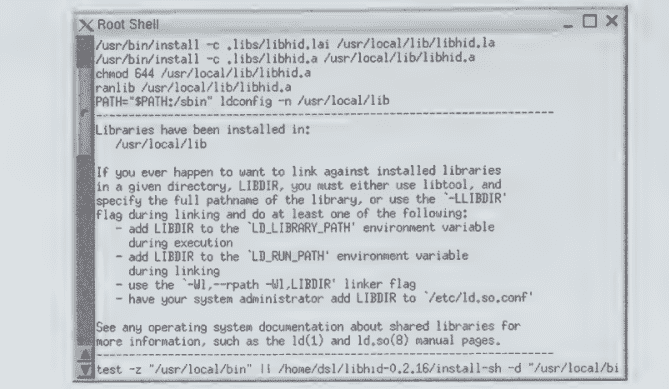 Root Shell
/usr/bin/install -c .libs/libhid.lai /usr/local/lib/libhid.la
/usr/bin/install -c .libs/libhid.a /usr/local/lib/libhid.a
chmod 644 /usr/local/lib/libhid.a
ranlib /usr/local/lib/libhid.a
PATH="$PATH:/sbin" ldconfig -n /usr/local/lib
----------------------------------------------------------------------
Libraries have been installed in:
   /usr/local/lib

If you ever happen to want to link against installed libraries
in a given directory, LIBDIR, you must either use libtool, and
specify the full pathname of the library, or use the `-LLIBDIR'
flag during linking and do at least one of the following:
   - add LIBDIR to the `LD_LIBRARY_PATH' environment variable
     during execution
   - add LIBDIR to the `LD_RUN_PATH' environment variable
     during linking
   - use the `-Wl,--rpath -Wl,LIBDIR' linker flag
   - have your system administrator add LIBDIR to `/etc/ld.so.conf'

See any operating system documentation about shared libraries for
more information, such as the ld(1) and ld.so(8) manual pages.
----------------------------------------------------------------------
test -z "/usr/local/bin" || /home/dsl/libhid-0.2.16/install-sh -d "/usr/local/bi